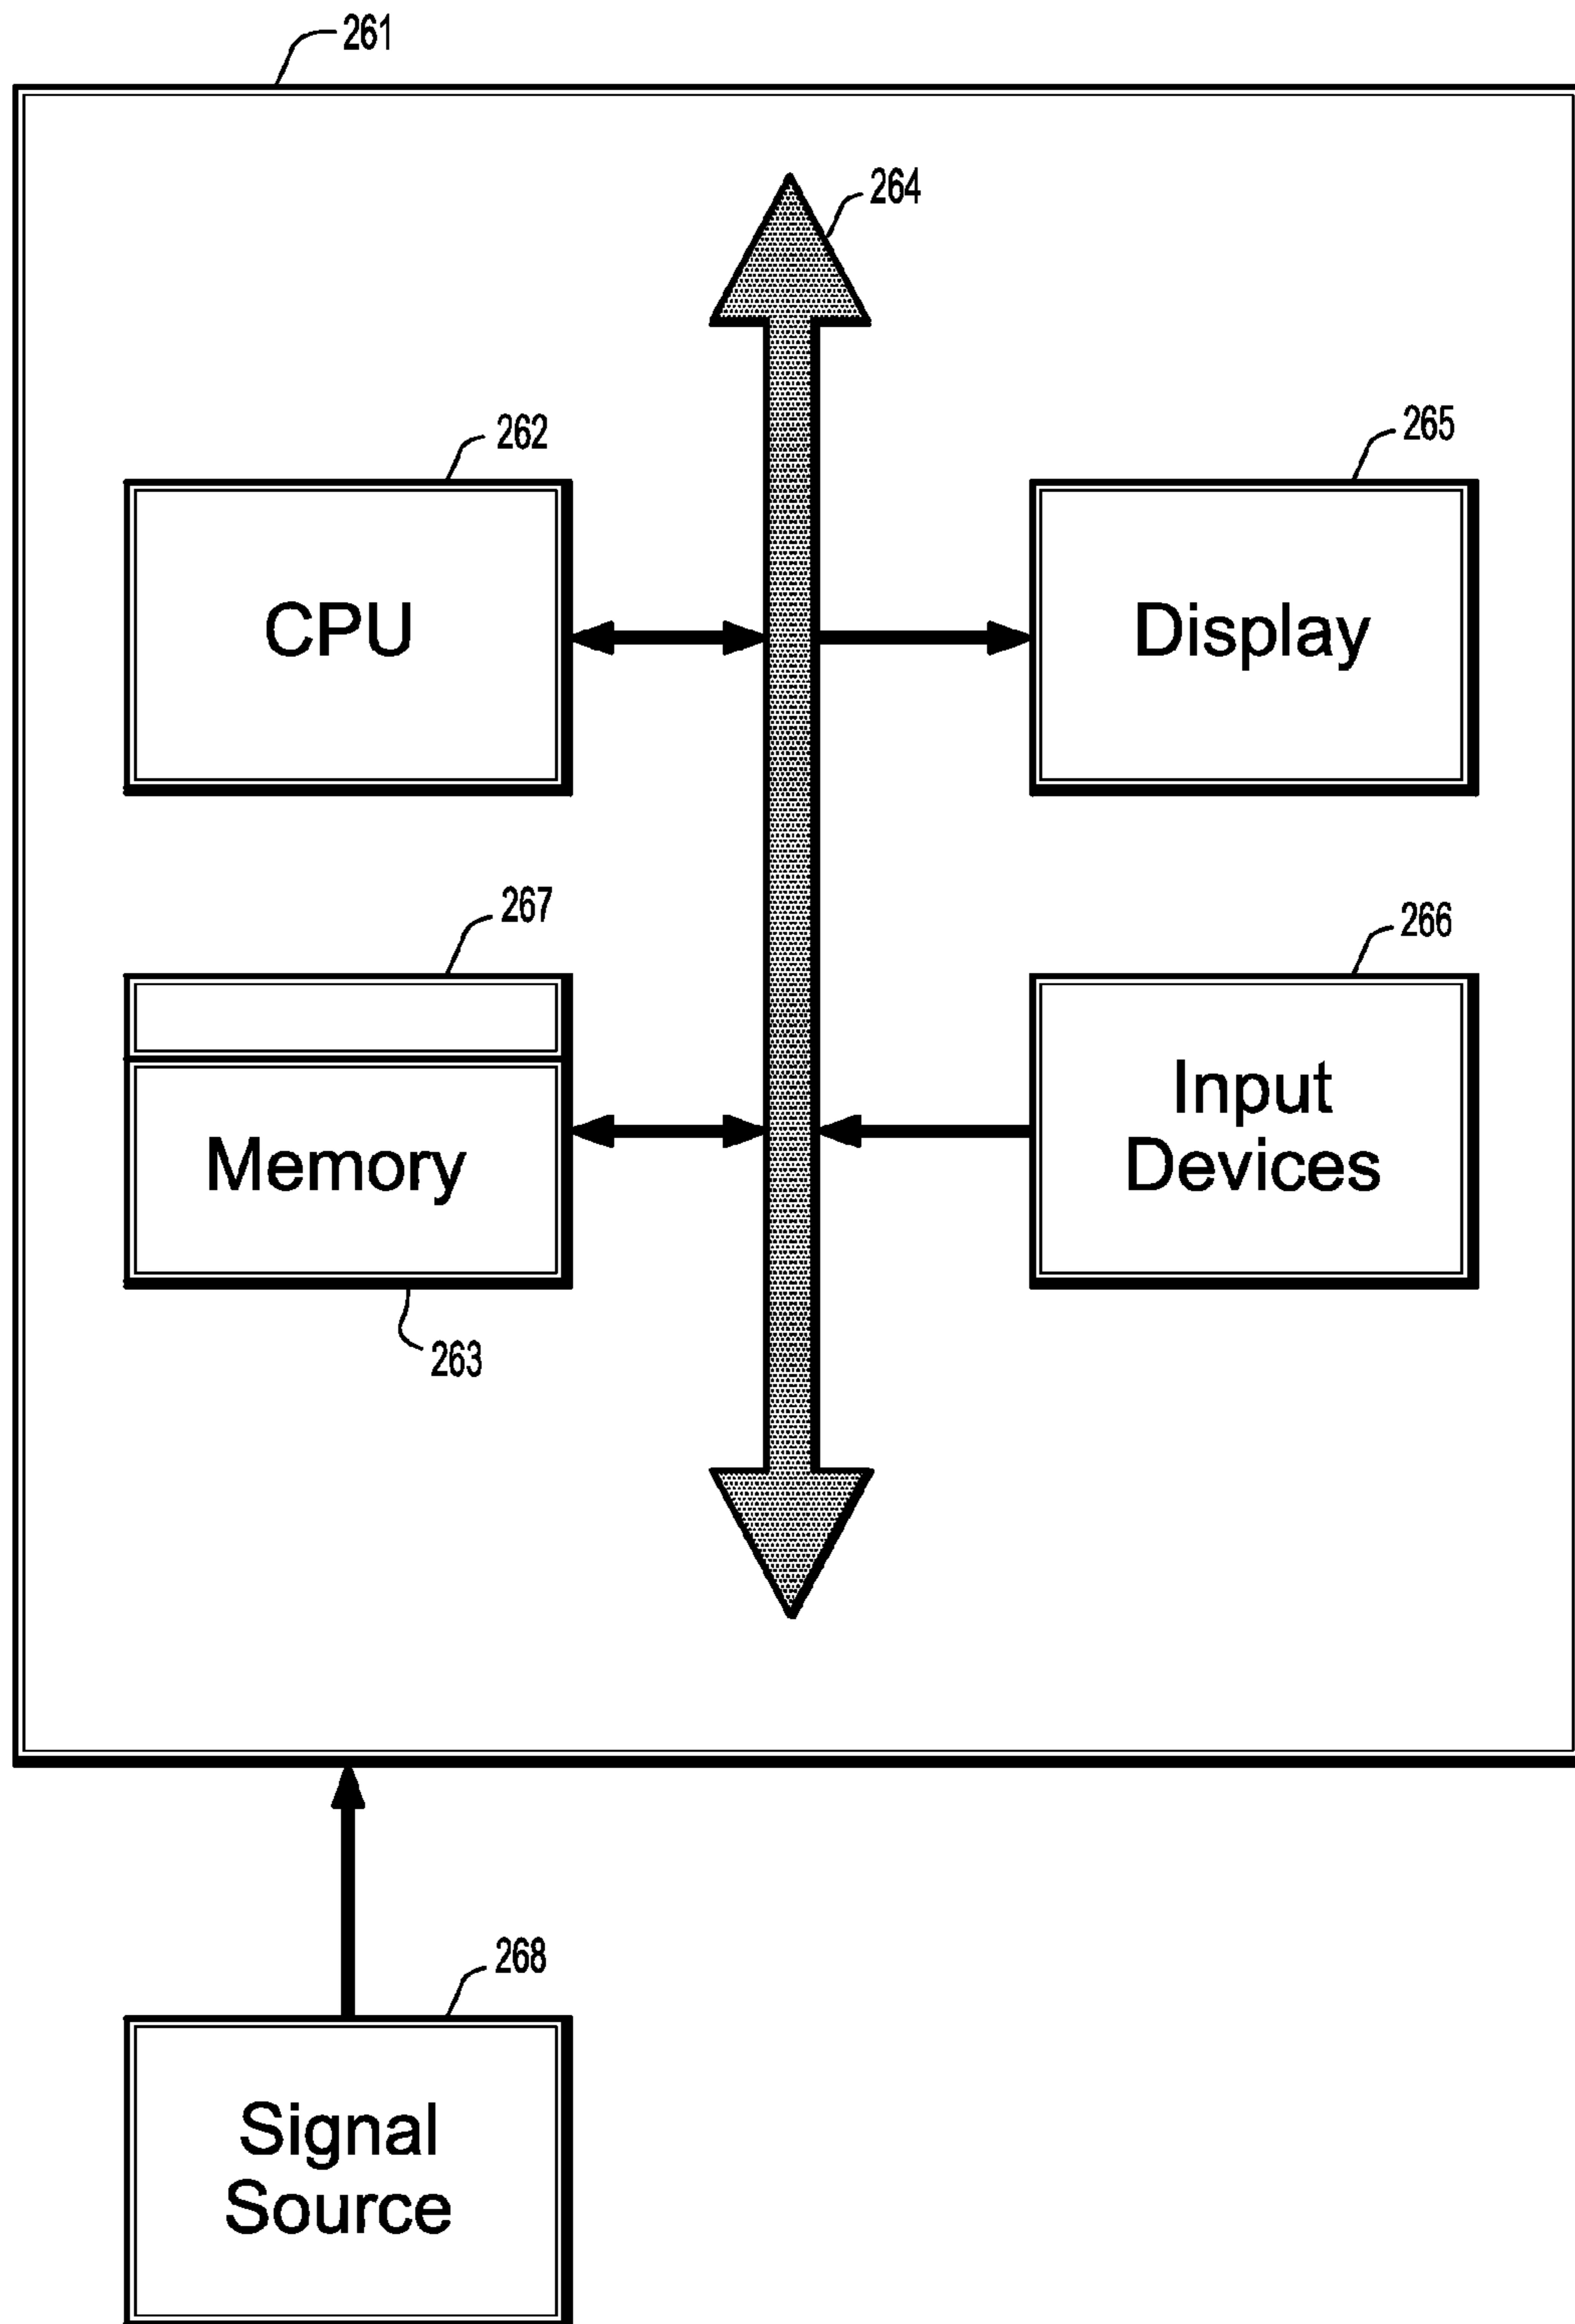 261
264
262
265
CPU
Display
267
266
Input
Devices
Memory
263
268
Signal
Source